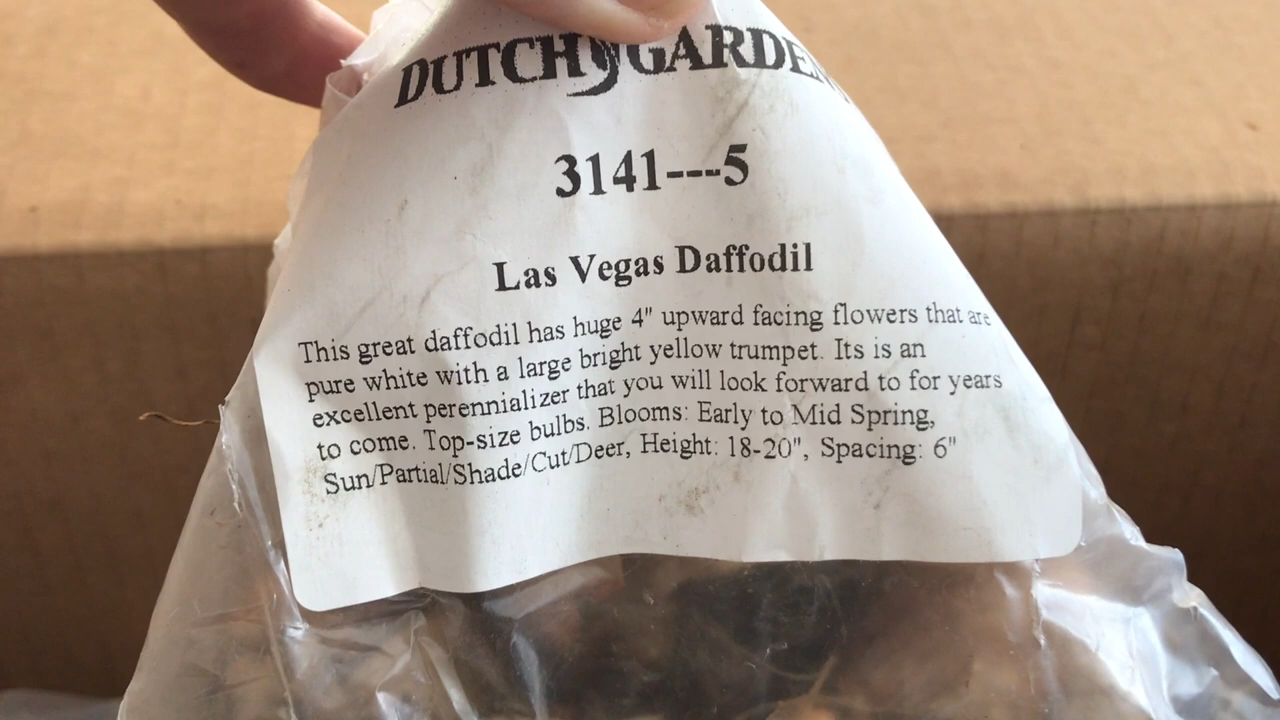 DUTCH GARDEN
3141---5
Las Vegas Daffodil
This great daffodil has huge 4" upward facing flowers that are
pure white with a large bright yellow trumpet. Its is an
excellent perennializer that you will look forward to for years
to come. Top-size bulbs. Blooms: Early to Mid Spring,
Sun/Partial/Shade/Cut/Deer, Height: 18-20", Spacing: 6"